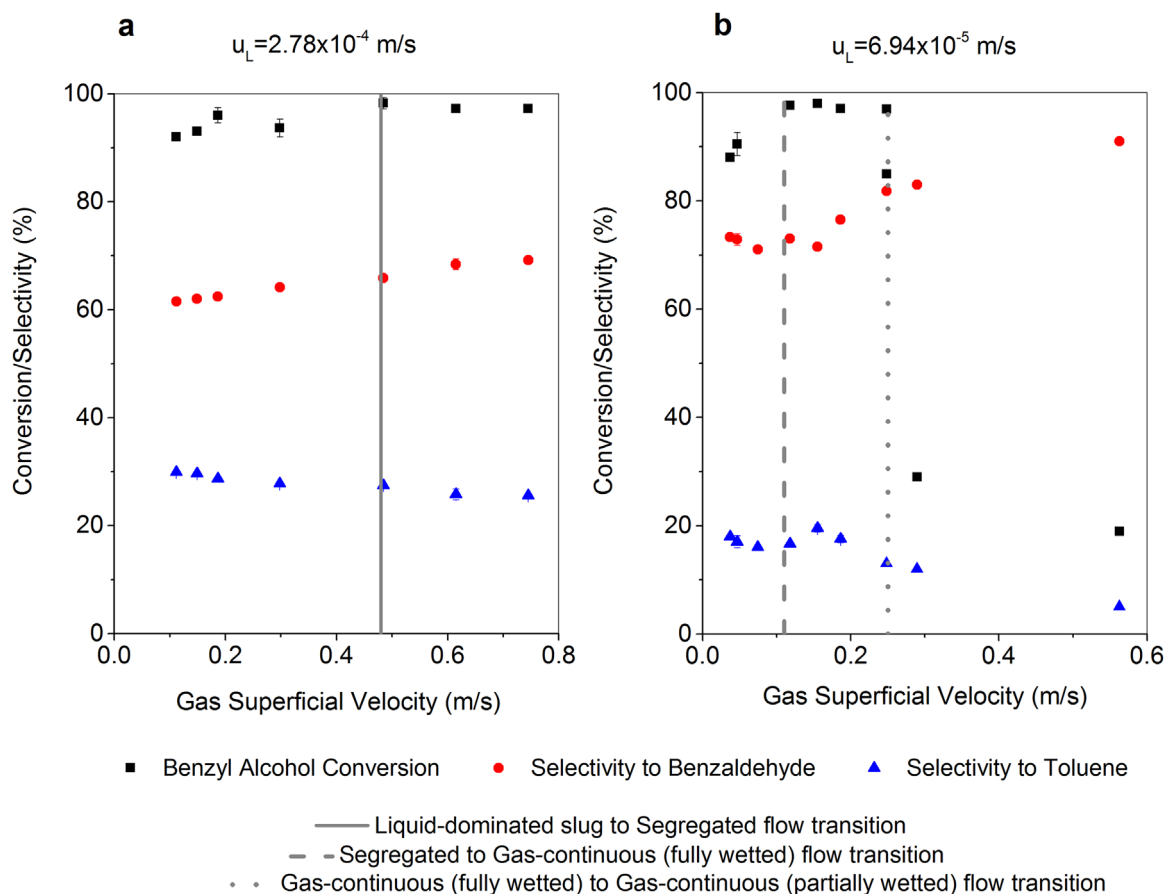 a
u_L=2.78x10^-4 m/s
100
80
60
40
20
0
Conversion/Selectivity (%)
0.0 0.2 0.4 0.6 0.8
Gas Superficial Velocity (m/s)
b
u_L=6.94x10^-5 m/s
100
80
60
40
20
0
Conversion/Selectivity (%)
0.0 0.2 0.4 0.6
Gas Superficial Velocity (m/s)
Benzyl Alcohol Conversion Selectivity to Benzaldehyde Selectivity to Toluene
Liquid-dominated slug to Segregated flow transition
Segregated to Gas-continuous (fully wetted) flow transition
Gas-continuous (fully wetted) to Gas-continuous (partially wetted) flow transition